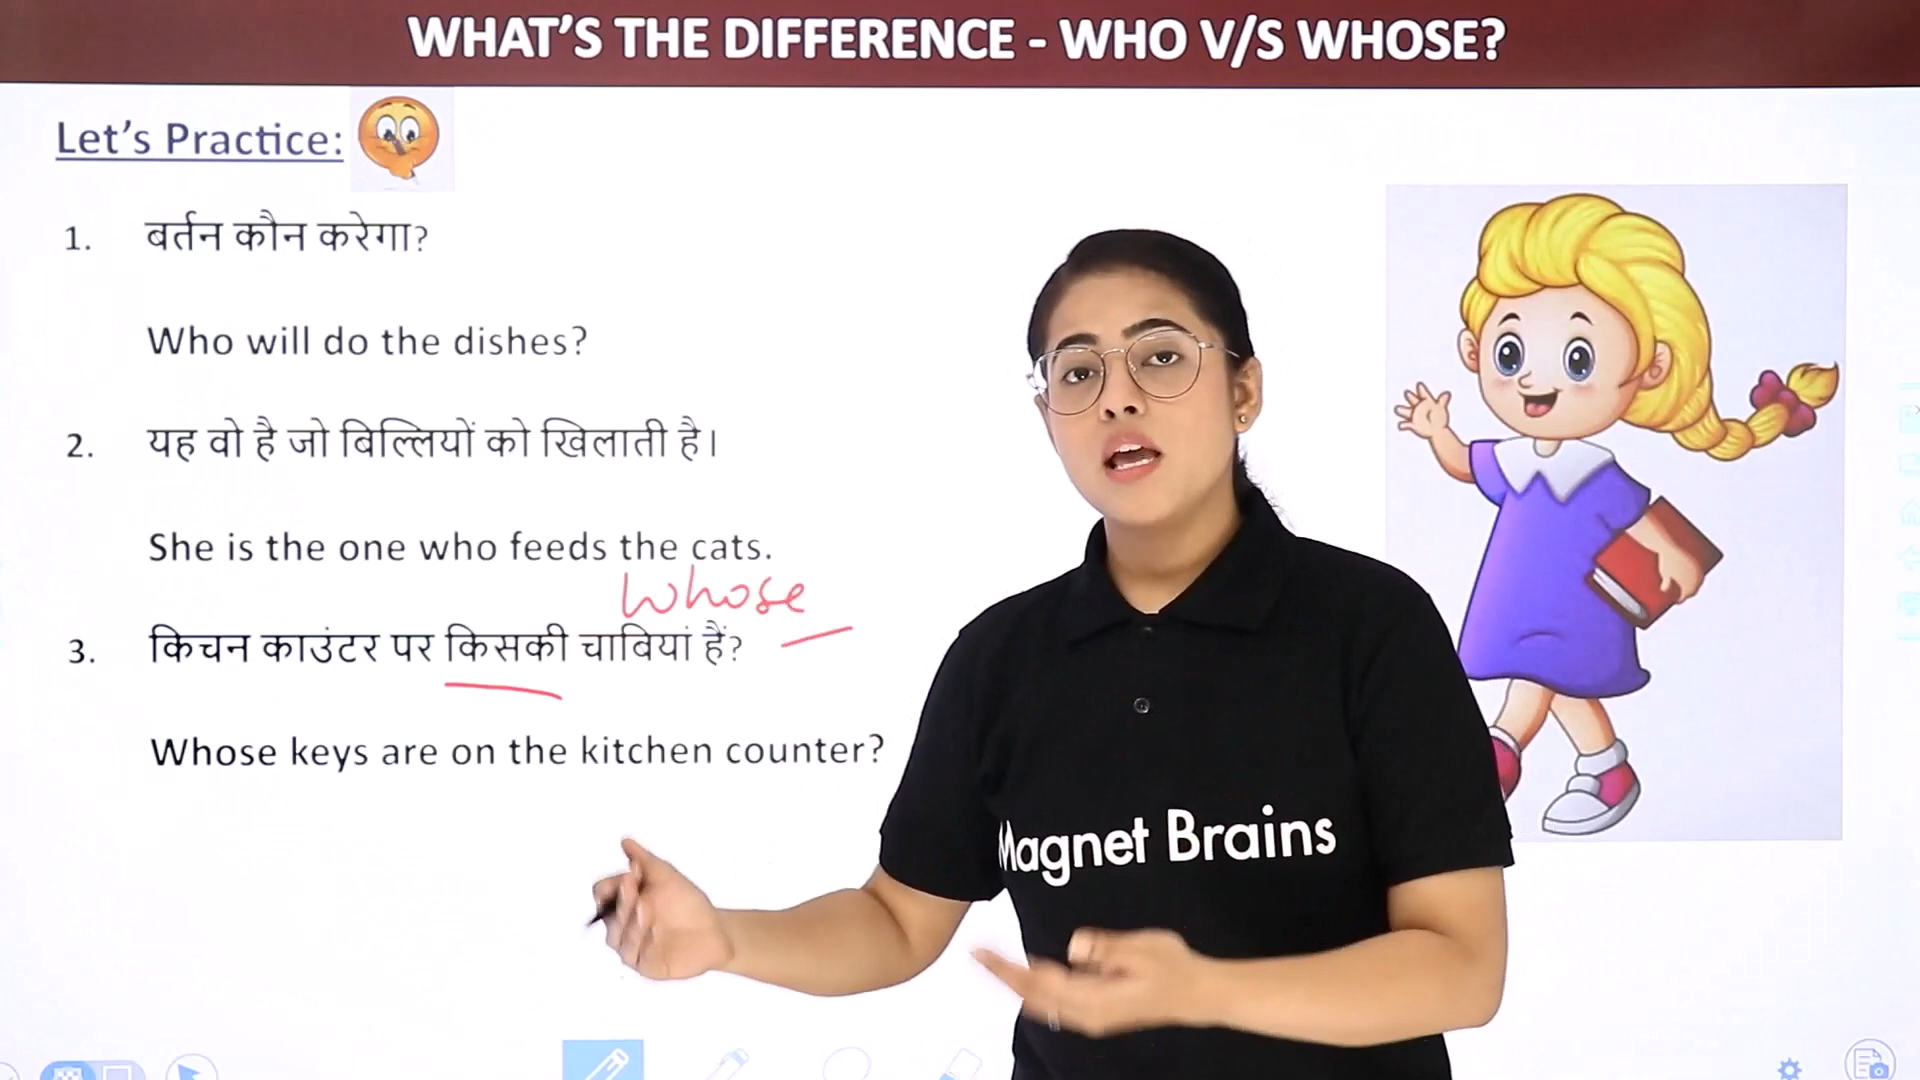 WHAT'S THE DIFFERENCE - WHO V/S WHOSE?
Let's Practice:
1. बर्तन कौन करेगा?
Who will do the dishes?
2. यह वो है जो बिल्लियों को खिलाती है।
She is the one who feeds the cats.
Whose
3. किचन काउंटर पर किसकी चाबियां हैं?
Whose keys are on the kitchen counter?
Magnet Brains